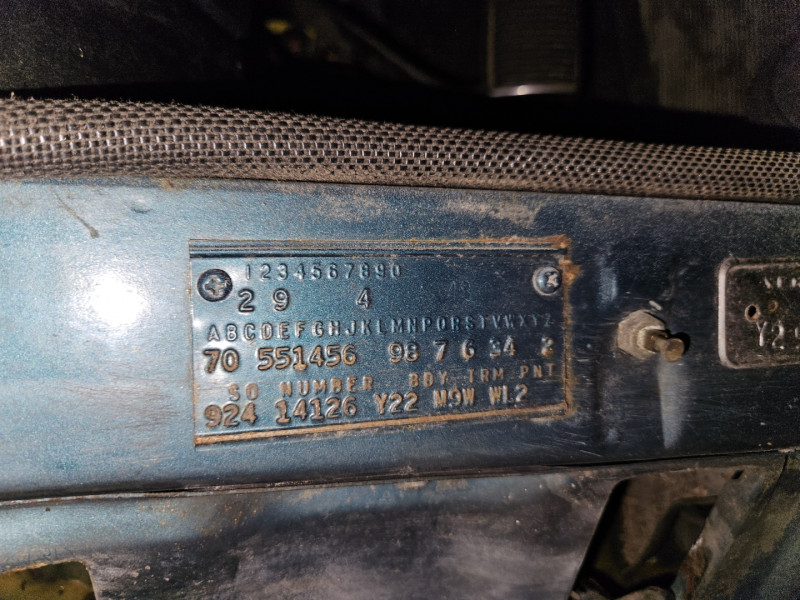 1234567890
2 9 4
ABCDEFGHJKLMNPQRSTVWXYZ
70 551456 98 7 6 34 2
SO NUMBER BDY TRM PNT
924 14126 Y22 M9W WL2